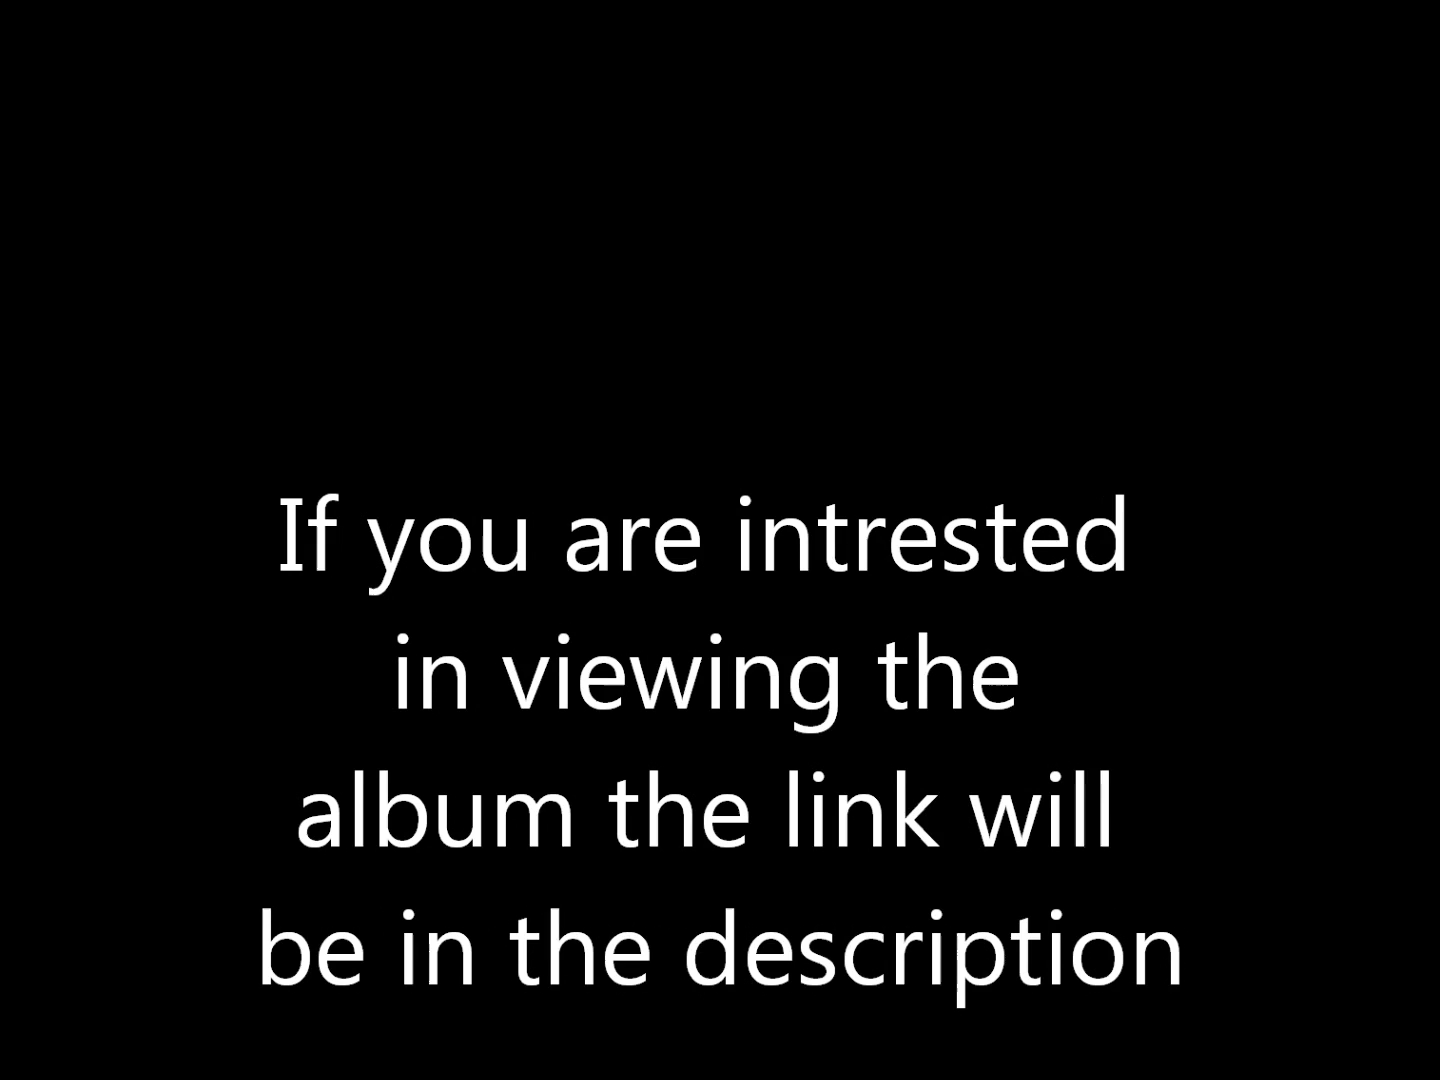 If you are intrested
in viewing the
album the link will
be in the description